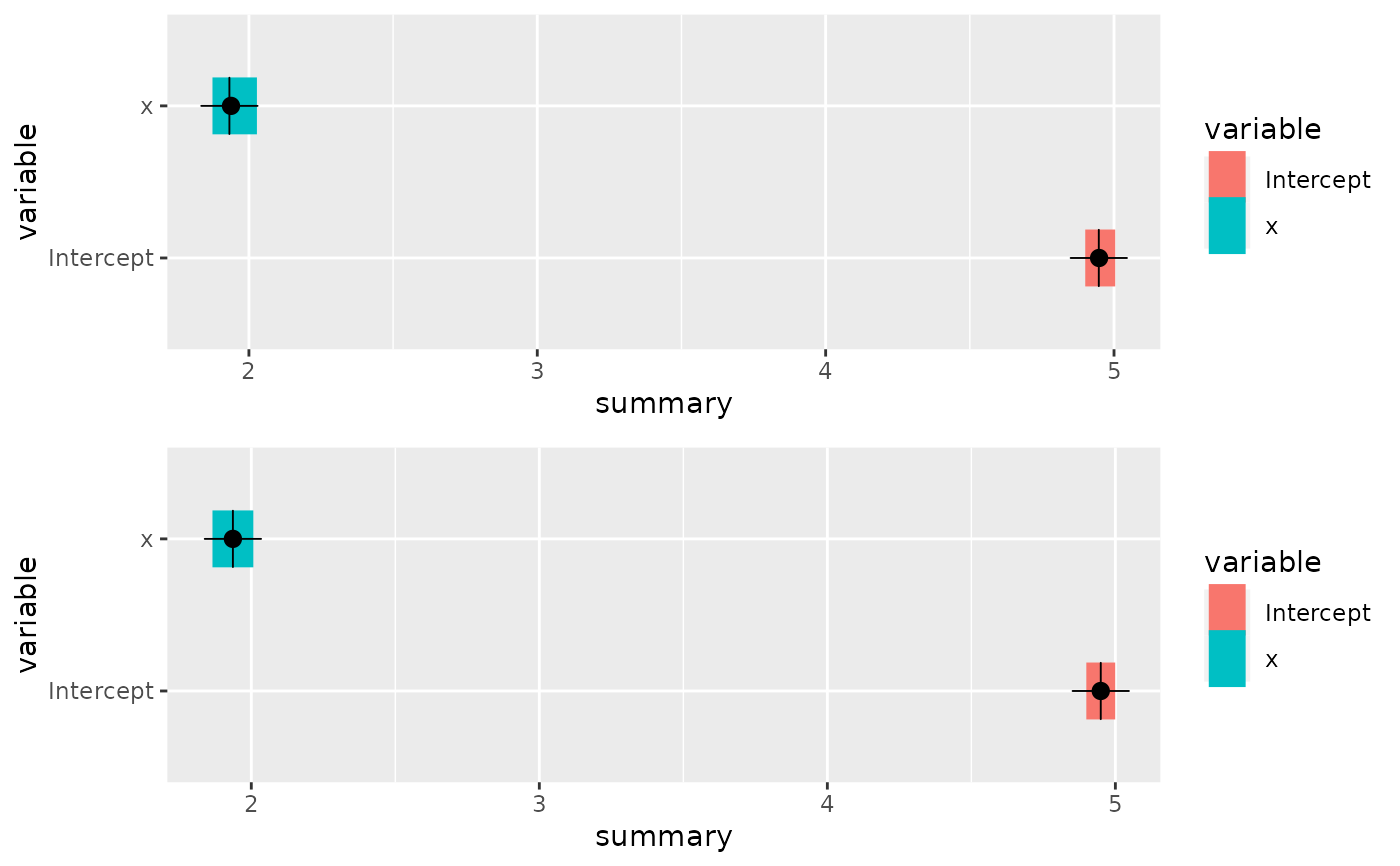 variable
x
Intercept
2 3 4 5
summary
variable
Intercept
x
variable
x
Intercept
2 3 4 5
summary
variable
Intercept
x